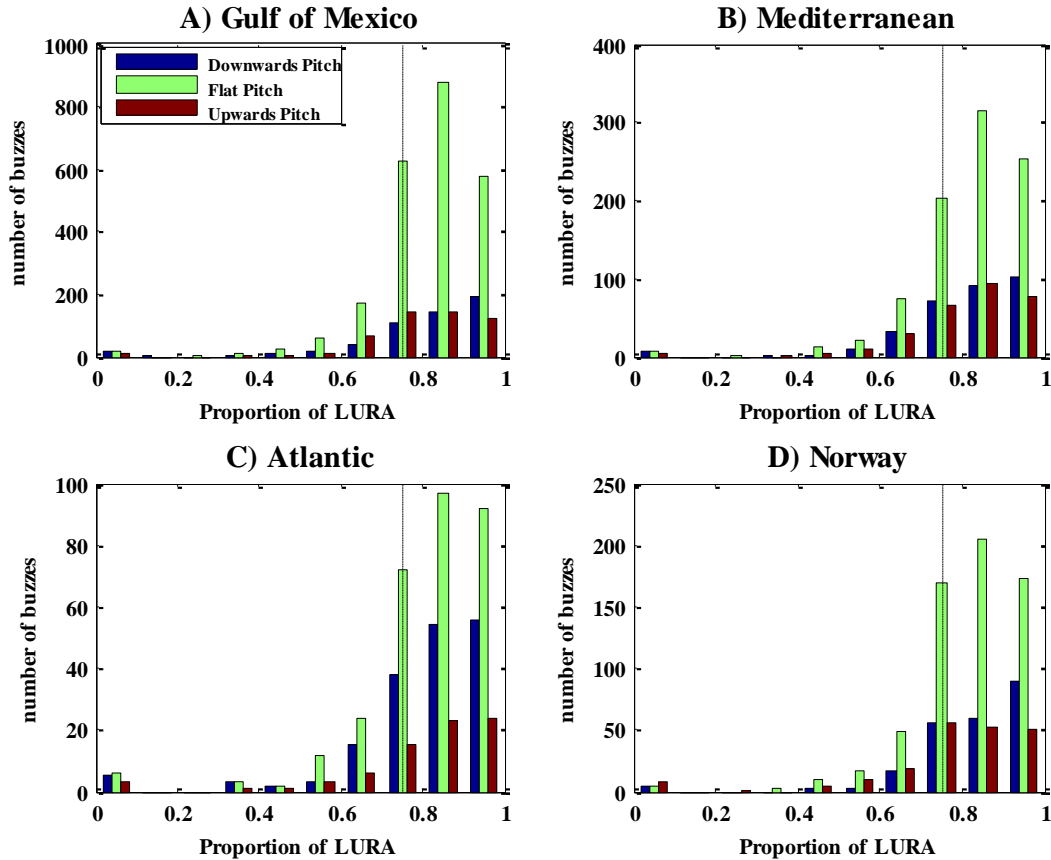 A) Gulf of Mexico
1000
800
600
400
200
0
number of buzzes
Downwards Pitch
Flat Pitch
Upwards Pitch
0 0.2 0.4 0.6 0.8 1
Proportion of LURA
B) Mediterranean
400
300
200
100
0
number of buzzes
0 0.2 0.4 0.6 0.8 1
Proportion of LURA
C) Atlantic
100
80
60
40
20
0
number of buzzes
0 0.2 0.4 0.6 0.8 1
Proportion of LURA
D) Norway
250
200
150
100
50
0
number of buzzes
0 0.2 0.4 0.6 0.8 1
Proportion of LURA